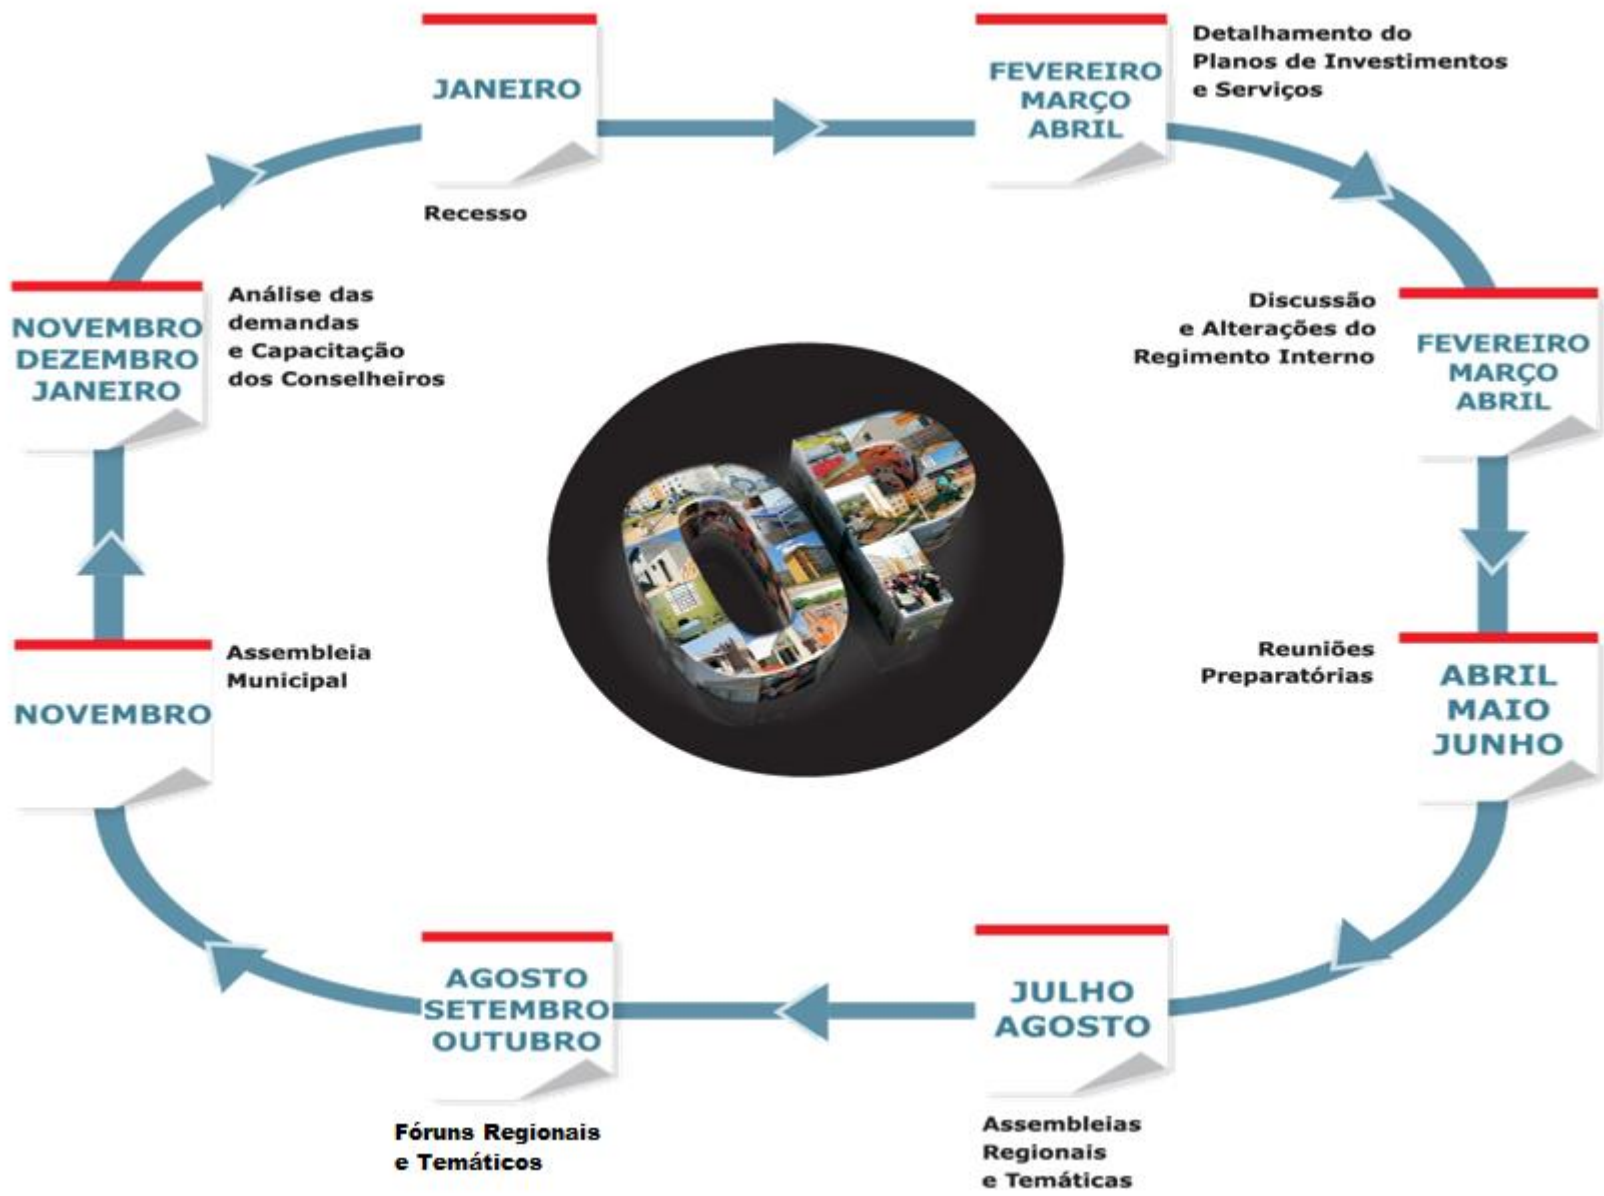 JANEIRO
Recesso
FEVEREIRO
MARÇO
ABRIL
Detalhamento do
Planos de Investimentos
e Serviços
Discussão
e Alterações do
Regimento Interno
FEVEREIRO
MARÇO
ABRIL
Reuniões
Preparatórias
ABRIL
MAIO
JUNHO
JULHO
AGOSTO
Assembleias
Regionais
e Temáticas
AGOSTO
SETEMBRO
OUTUBRO
Fóruns Regionais
e Temáticos
NOVEMBRO
Assembleia
Municipal
NOVEMBRO
DEZEMBRO
JANEIRO
Análise das
demandas
e Capacitação
dos Conselheiros
OP